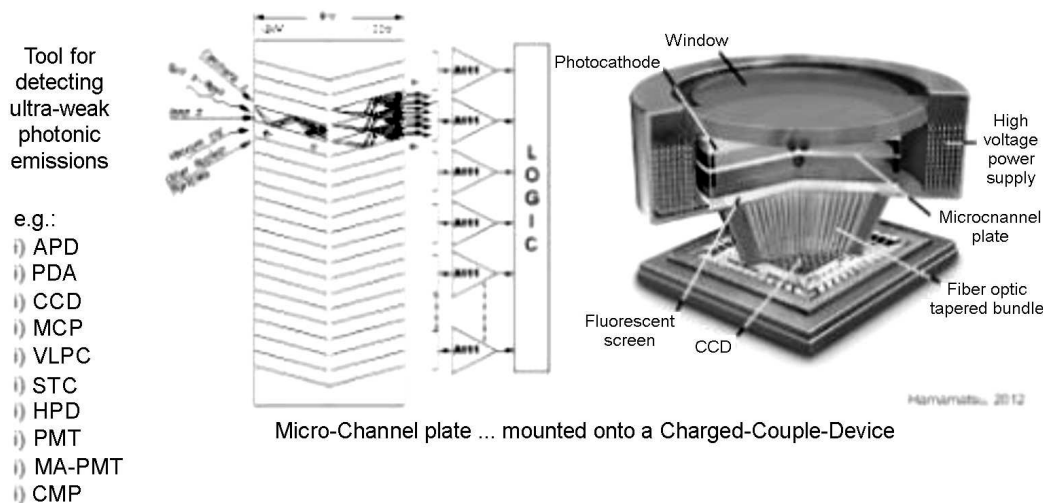 Tool for
detecting
ultra-weak
photonic
emissions
e.g.:
i) APD
i) PDA
i) CCD
i) MCP
i) VLPC
i) STC
i) HPD
i) PMT
i) MA-PMT
i) CMP
LOGIC
Window
Photocathode
High
voltage
power
supply
Microcnannel
plate
Fiber optic
tapered bundle
Fluorescent
screen
CCD
Hamamatsu, 2012
Micro-Channel plate ... mounted onto a Charged-Couple-Device